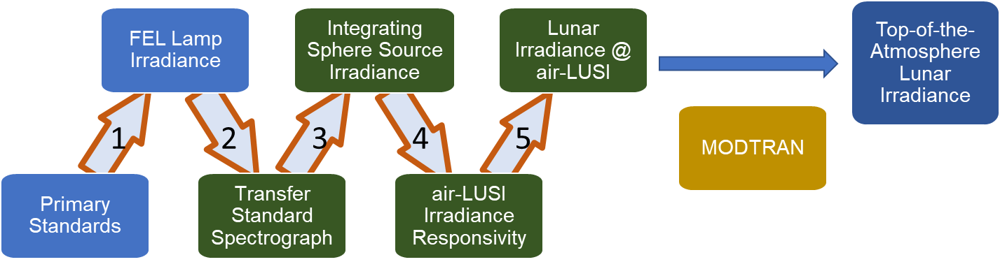 FEL Lamp
Irradiance
Integrating
Sphere Source
Irradiance
Lunar
Irradiance @
air-LUSI
Top-of-the-
Atmosphere
Lunar
Irradiance
1
2
3
4
5
MODTRAN
Primary
Standards
Transfer
Standard
Spectrograph
air-LUSI
Irradiance
Responsivity